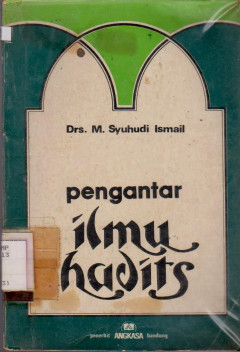 Drs. M. Syuhudi Ismail
pengantar
ilmu
hadits
penerbit ANGKASA bandung